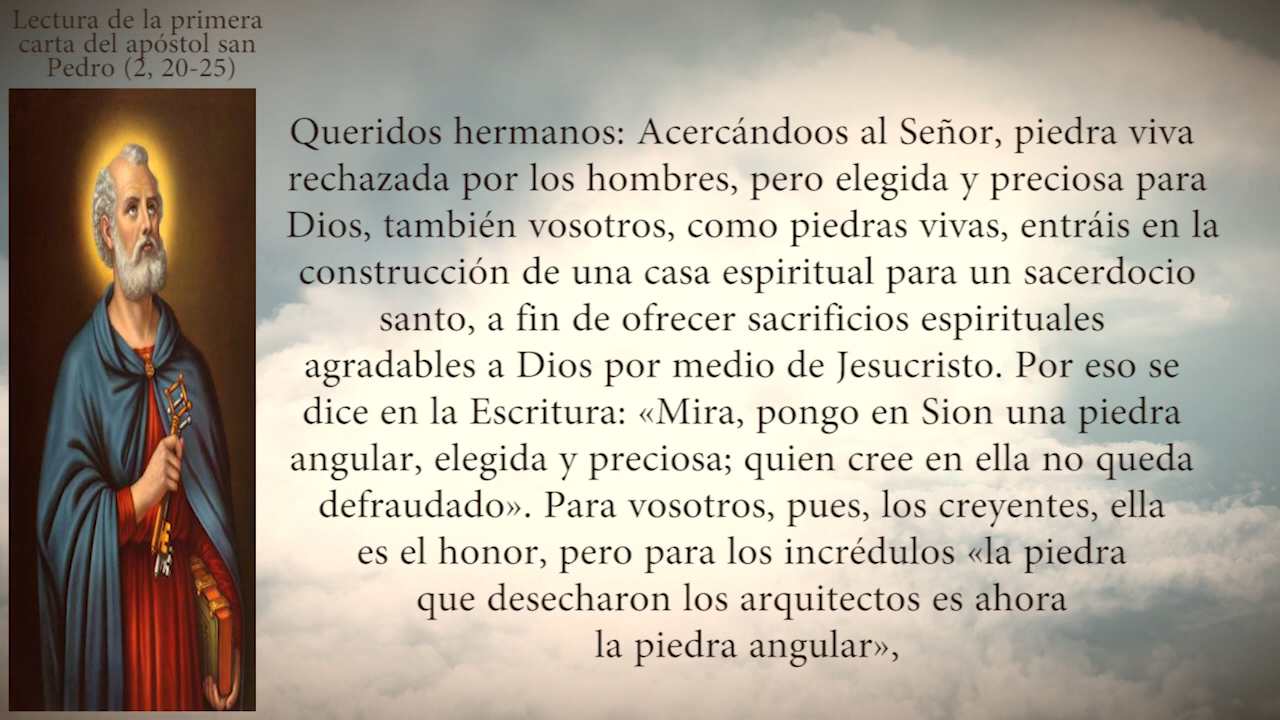 Lectura de la primera
carta del apóstol san
Pedro (2, 20-25)
Queridos hermanos: Acercándoos al Señor, piedra viva
rechazada por los hombres, pero elegida y preciosa para
Dios, también vosotros, como piedras vivas, entráis en la
construcción de una casa espiritual para un sacerdocio
santo, a fin de ofrecer sacrificios espirituales
agradables a Dios por medio de Jesucristo. Por eso se
dice en la Escritura: «Mira, pongo en Sion una piedra
angular, elegida y preciosa; quien cree en ella no queda
defraudado». Para vosotros, pues, los creyentes, ella
es el honor, pero para los incrédulos «la piedra
que desecharon los arquitectos es ahora
la piedra angular»,